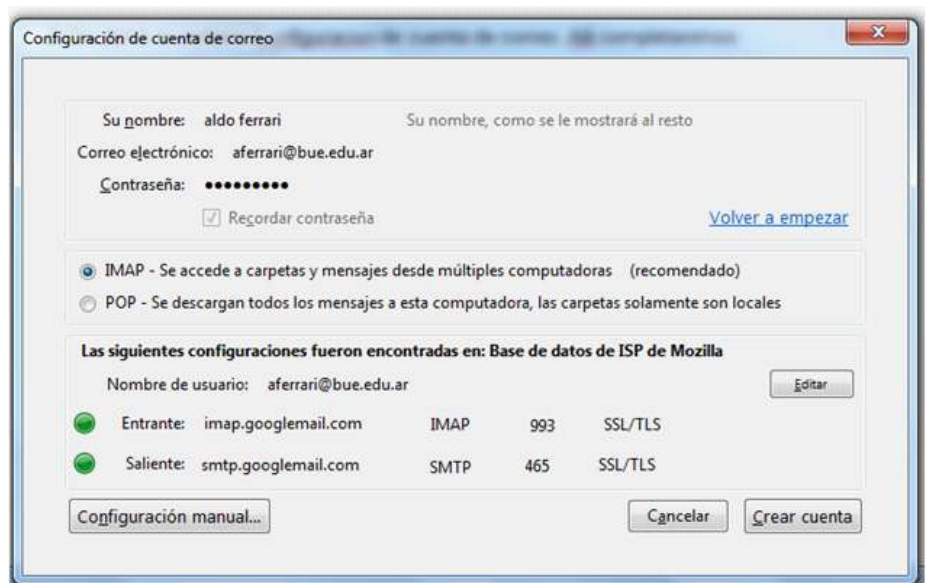 Configuración de cuenta de correo
Su nombre: aldo ferrari Su nombre, como se le mostrará al resto
Correo electrónico: aferrari@bue.edu.ar
Contraseña: •••••••••
Recordar contraseña Volver a empezar
IMAP - Se accede a carpetas y mensajes desde múltiples computadoras (recomendado)
POP - Se descargan todos los mensajes a esta computadora, las carpetas solamente son locales
Las siguientes configuraciones fueron encontradas en: Base de datos de ISP de Mozilla
Nombre de usuario: aferrari@bue.edu.ar Editar
Entrante: imap.googlemail.com IMAP 993 SSL/TLS
Saliente: smtp.googlemail.com SMTP 465 SSL/TLS
Configuración manual... Cancelar Crear cuenta